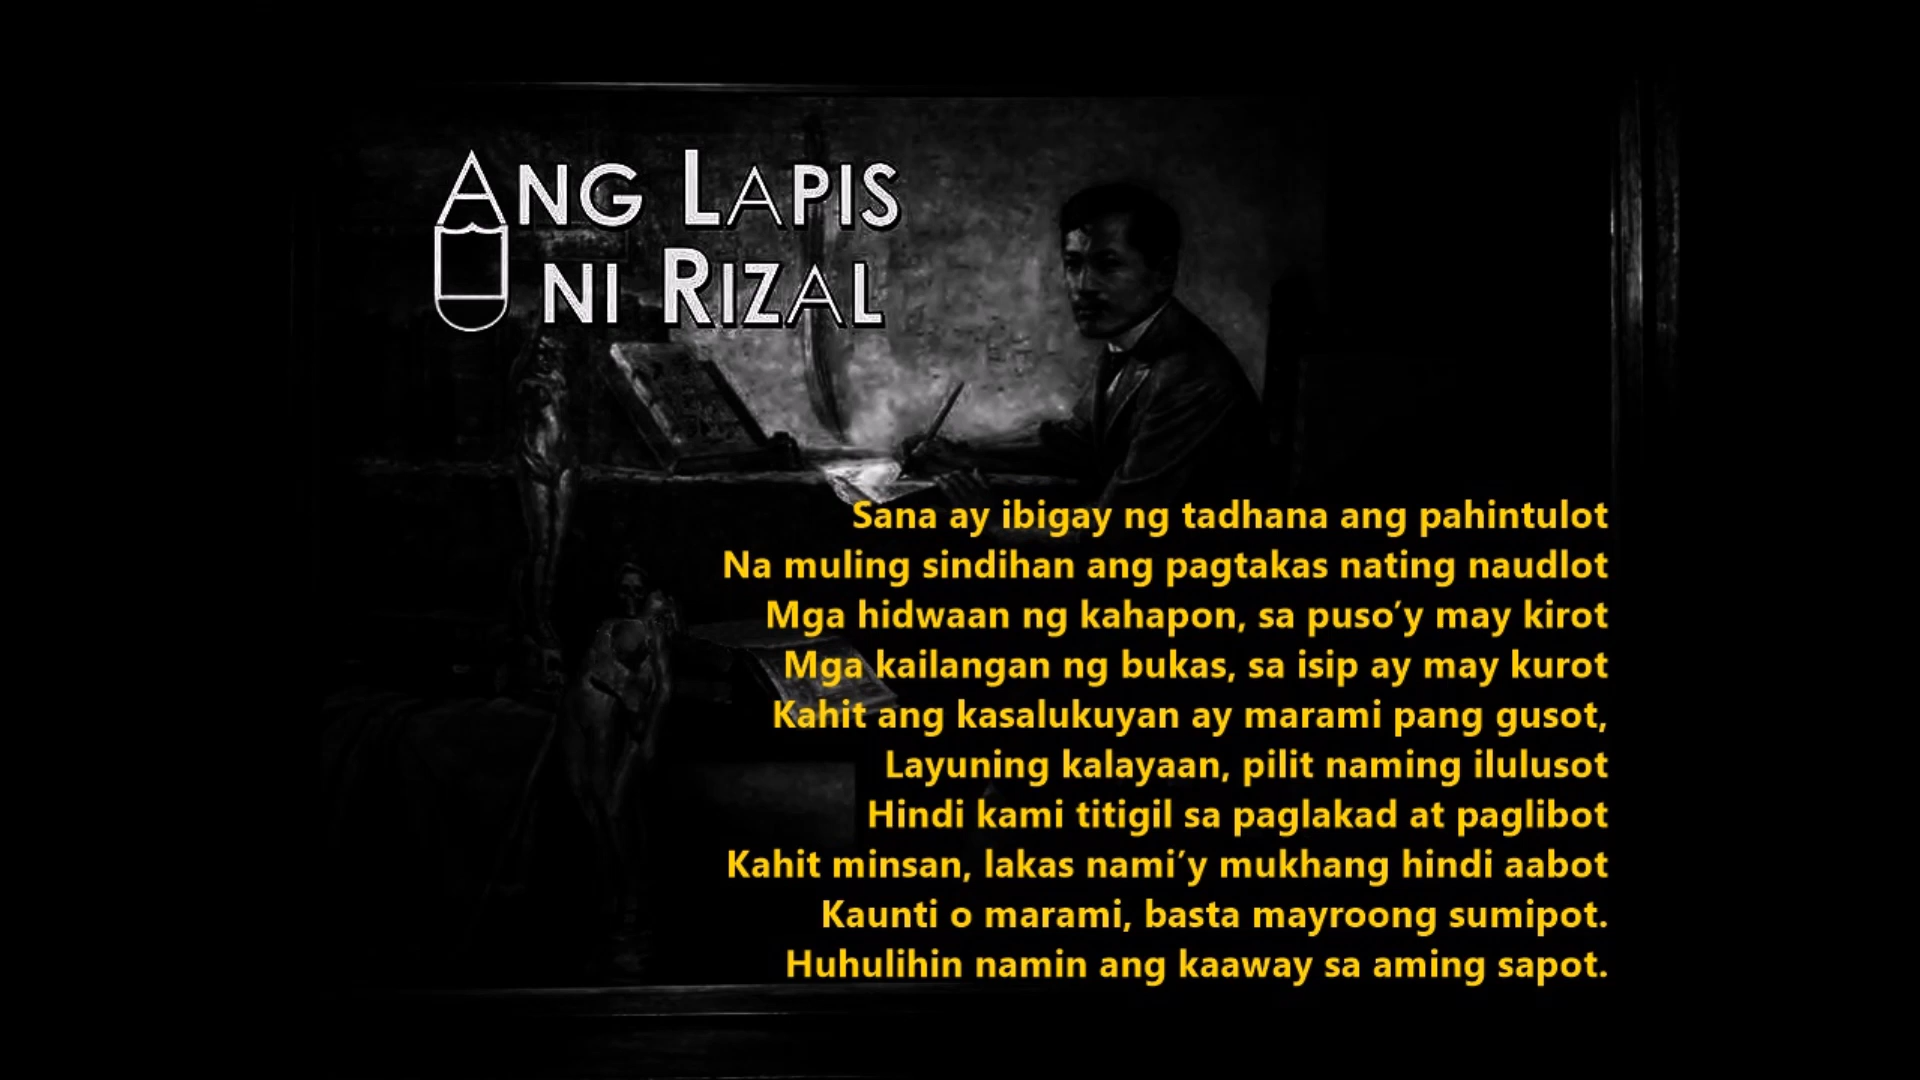 ANG LAPIS
NI RIZAL
Sana ay ibigay ng tadhana ang pahintulot
Na muling sindihan ang pagtakas nating naudlot
Mga hidwaan ng kahapon, sa puso’y may kirot
Mga kailangan ng bukas, sa isip ay may kurot
Kahit ang kasalukuyan ay marami pang gusot,
Layuning kalayaan, pilit naming ilulusot
Hindi kami titigil sa paglakad at paglibot
Kahit minsan, lakas nami’y mukhang hindi aabot
Kaunti o marami, basta mayroong sumipot.
Huhulihin namin ang kaaway sa aming sapot.